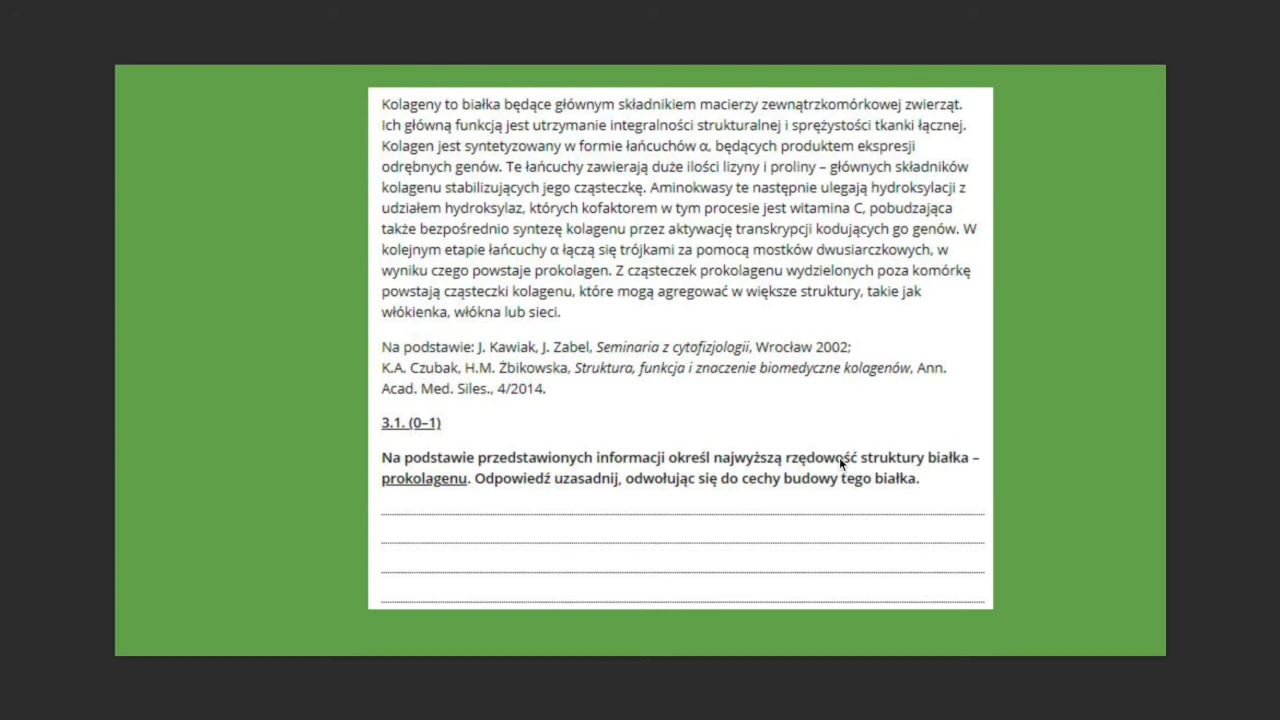 Kolageny to białka będące głównym składnikiem macierzy zewnątrzkomórkowej zwierząt.
Ich główną funkcją jest utrzymanie integralności strukturalnej i sprężystości tkanki łącznej.
Kolagen jest syntetyzowany w formie łańcuchów α, będących produktem ekspresji
odrębnych genów. Te łańcuchy zawierają duże ilości lizyny i proliny – głównych składników
kolagenu stabilizujących jego cząsteczkę. Aminokwasy te następnie ulegają hydroksylacji z
udziałem hydroksylaz, których kofaktorem w tym procesie jest witamina C, pobudzająca
także bezpośrednio syntezę kolagenu przez aktywację transkrypcji kodujących go genów. W
kolejnym etapie łańcuchy α łączą się trójkami za pomocą mostków dwusiarczkowych, w
wyniku czego powstaje prokolagen. Z cząsteczek prokolagenu wydzielonych poza komórkę
powstają cząsteczki kolagenu, które mogą agregować w większe struktury, takie jak
włókienka, włókna lub sieci.
Na podstawie: J. Kawiak, J. Zabel, Seminaria z cytofizjologii, Wrocław 2002;
K.A. Czubak, H.M. Żbikowska, Struktura, funkcja i znaczenie biomedyczne kolagenów, Ann.
Acad. Med. Siles., 4/2014.
3.1. (0–1)
Na podstawie przedstawionych informacji określ najwyższą rzędowość struktury białka –
prokolagenu. Odpowiedź uzasadnij, odwołując się do cechy budowy tego białka.